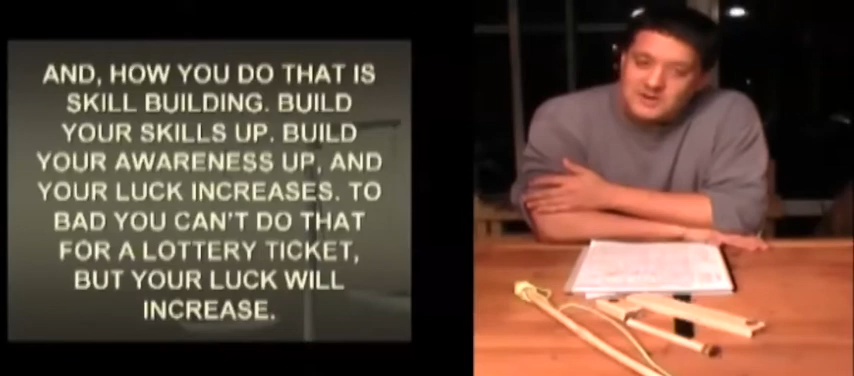 AND, HOW YOU DO THAT IS
SKILL BUILDING. BUILD
YOUR SKILLS UP. BUILD
YOUR AWARENESS UP, AND
YOUR LUCK INCREASES. TO
BAD YOU CAN'T DO THAT
FOR A LOTTERY TICKET,
BUT YOUR LUCK WILL
INCREASE.